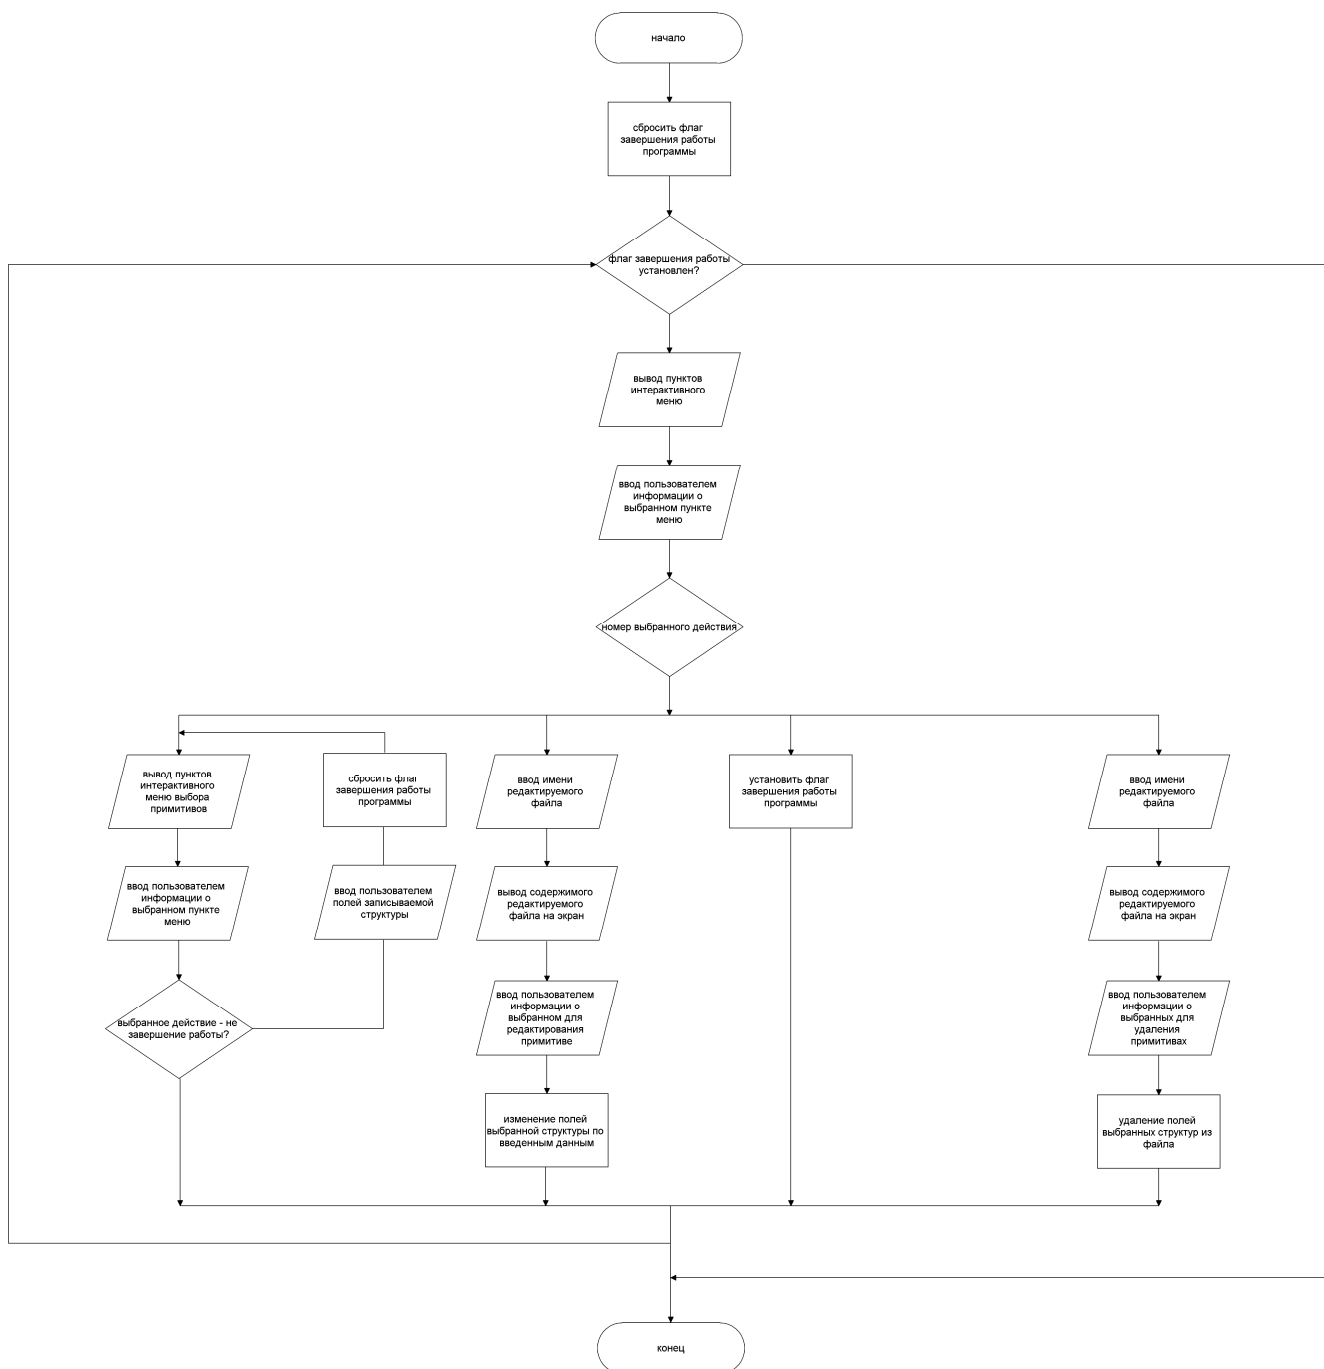 начало
сбросить флаг
завершения работы
программы
флаг завершения работы
установлен?
вывод пунктов
интерактивного
меню
ввод пользователем
информации о
выбранном пункте
меню
номер выбранного действия
вывод пунктов
интерактивного
меню выбора
примитивов
сбросить флаг
завершения работы
программы
ввод имени
редактируемого
файла
установить флаг
завершения работы
программы
ввод имени
редактируемого
файла
ввод пользователем
информации о
выбранном пункте
меню
ввод пользователем
полей записываемой
структуры
вывод содержимого
редактируемого
файла на экран
вывод содержимого
редактируемого
файла на экран
выбранное действие - не
завершение работы?
ввод пользователем
информации о
выбранном для
редактирования
примитиве
ввод пользователем
информации о
выбранных для
удаления
примитивах
изменение полей
выбранной структуры по
введенным данным
удаление полей
выбранных структур из
файла
конец